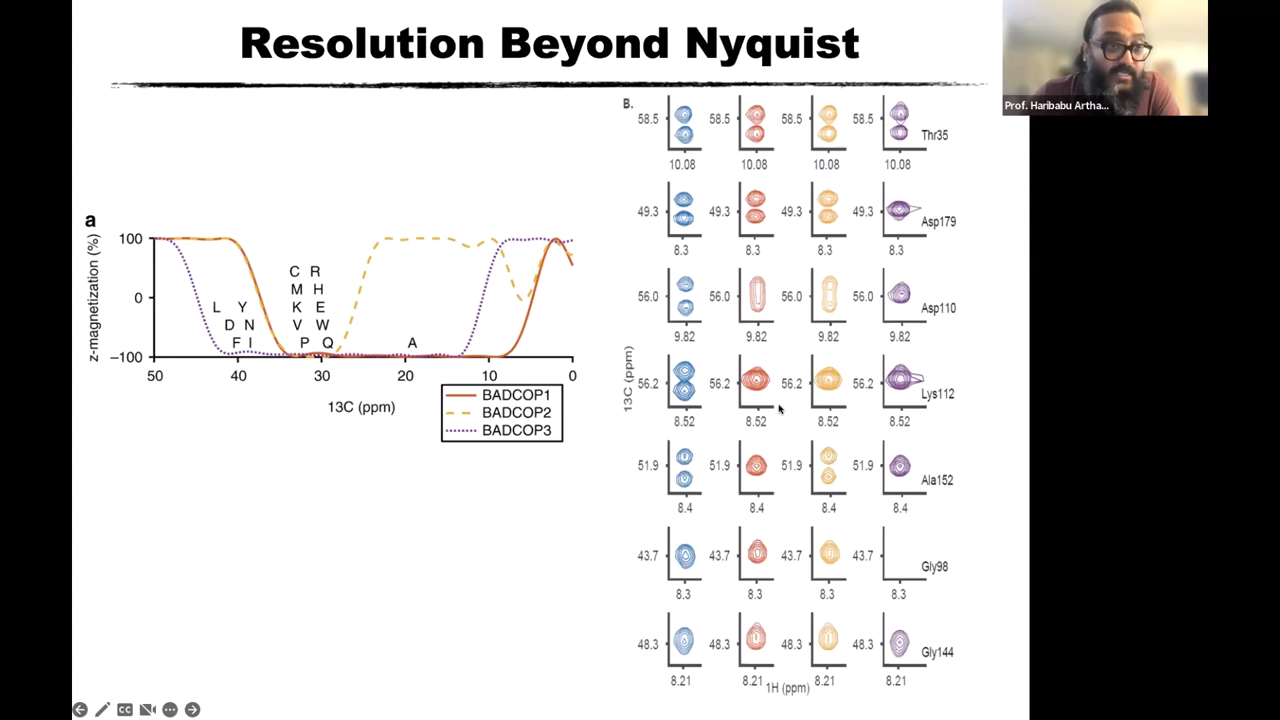 Resolution Beyond Nyquist
Prof. Haribabu Artha...
a
z-magnetization (%)
100
0
−100
C R
M H
L Y K E
D N V W
F I P Q A
50 40 30 20 10 0
13C (ppm)
BADCOP1
BADCOP2
BADCOP3
B.
13C (ppm)
58.5 58.5 58.5 58.5 Thr35
10.08 10.08 10.08 10.08
49.3 49.3 49.3 49.3 Asp179
8.3 8.3 8.3 8.3
56.0 56.0 56.0 56.0 Asp110
9.82 9.82 9.82 9.82
56.2 56.2 56.2 56.2 Lys112
8.52 8.52 8.52 8.52
51.9 51.9 51.9 51.9 Ala152
8.4 8.4 8.4 8.4
43.7 43.7 43.7 43.7 Gly98
8.3 8.3 8.3 8.3
48.3 48.3 48.3 48.3 Gly144
8.21 8.21 8.21 8.21
1H (ppm)
CC